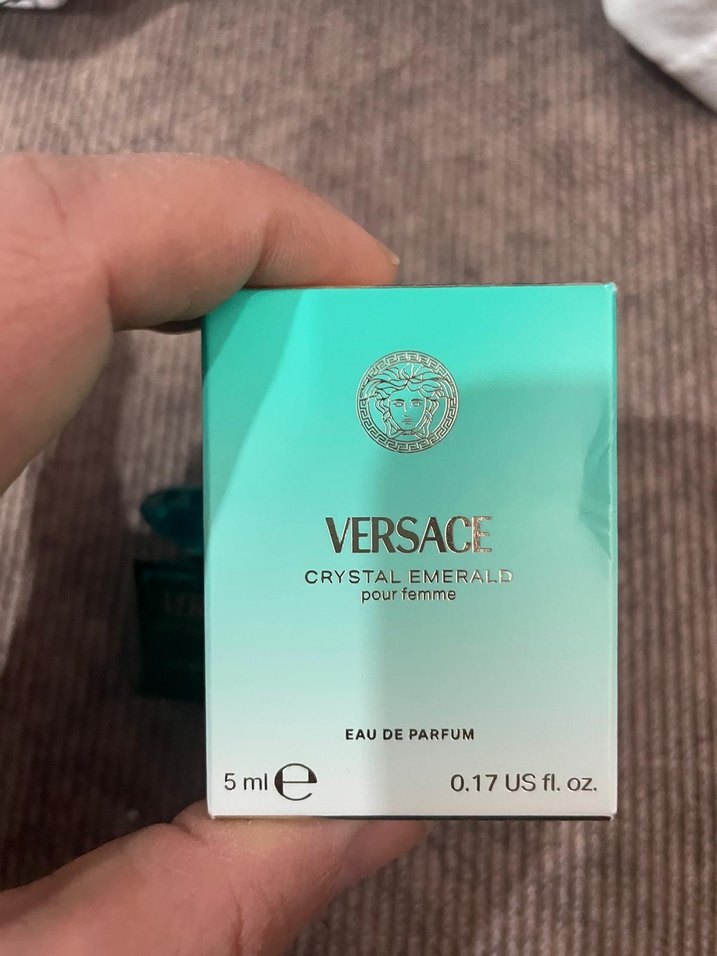 VERSACE
CRYSTAL EMERALD
pour femme
EAU DE PARFUM
5 ml ℮ 0.17 US fl. oz.